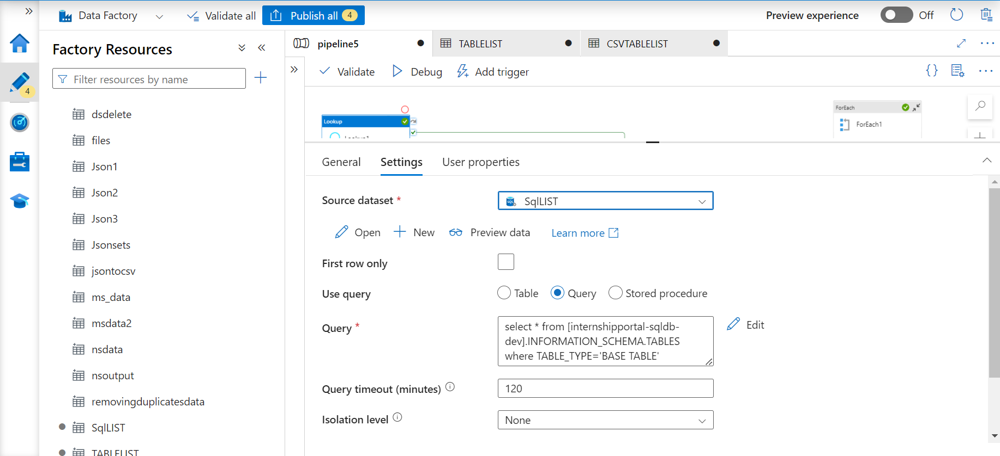 Data Factory
Validate all
Publish all 4
Preview experience
Off
4
Factory Resources
Filter resources by name
dsdelete
files
Json1
Json2
Json3
Jsonsets
jsontocsv
ms_data
msdata2
nsdata
nsoutput
removingduplicatesdata
SqlLIST
TABLELIST
pipeline5
TABLELIST
CSVTABLELIST
Validate
Debug
Add trigger
{}
Lookup
Lookup1
ForEach
ForEach1
General
Settings
User properties
Source dataset *
SQL
SqlLIST
Open
New
Preview data
Learn more
First row only
Use query
Table
Query
Stored procedure
Query *
select * from [internshipportal-sqldb-
dev].INFORMATION_SCHEMA.TABLES
where TABLE_TYPE='BASE TABLE'
Edit
Query timeout (minutes)
120
Isolation level
None